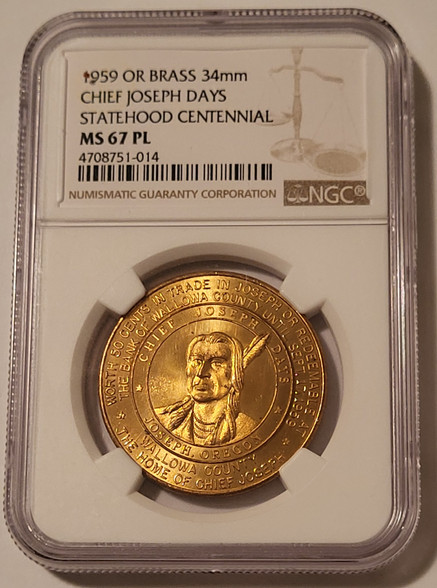 1959 OR BRASS 34mm
CHIEF JOSEPH DAYS
STATEHOOD CENTENNIAL
MS 67 PL
4708751-014
NUMISMATIC GUARANTY CORPORATION
NGC®
WORTH 50 CENTS IN TRADE IN JOSEPH OR REDEEMABLE AT
THE BANK OF WALLOWA COUNTY UNTIL SEPT. 1, 1959
CHIEF JOSEPH DAYS
JOSEPH, OREGON
WALLOWA COUNTY
THE HOME OF CHIEF JOSEPH